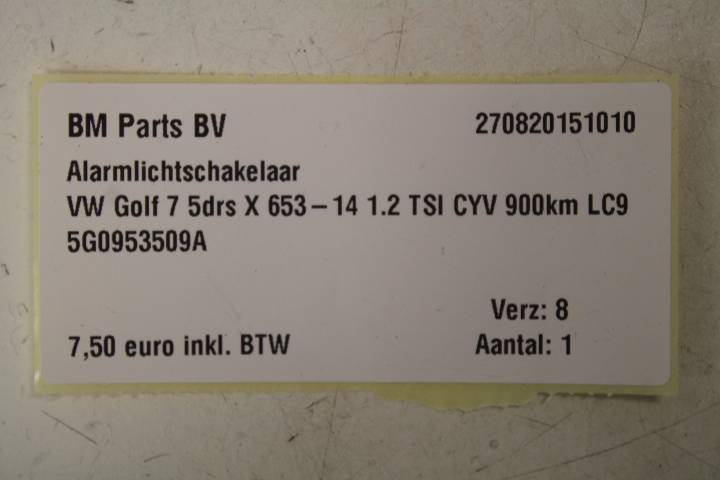 BM Parts BV 270820151010
Alarmlichtschakelaar
VW Golf 7 5drs X 653-14 1.2 TSI CYV 900km LC9
5G0953509A
Verz: 8
7,50 euro inkl. BTW Aantal: 1